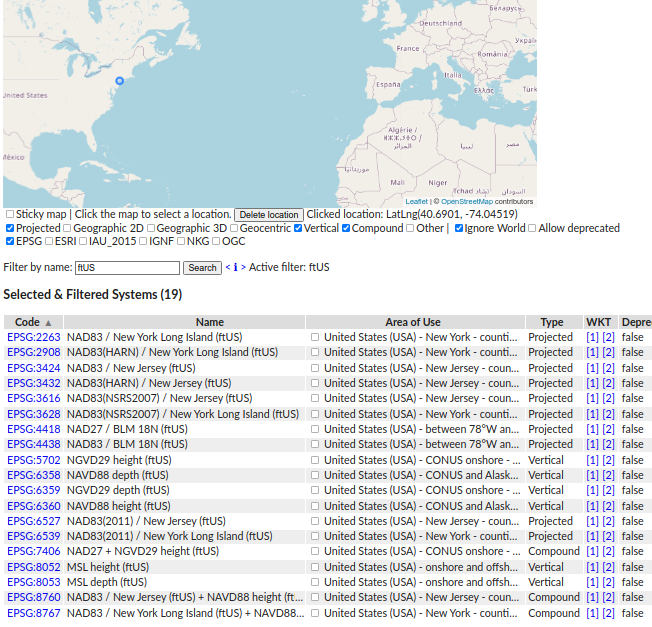 Беларусь
Deutschland
Украї
France
United States
España
Italia
Ελλάς
Türk
México
Algérie /
ⵍⵣⵣⴰⵢⴻⵔ /
الجزائر
ليبيا
مصر
موريتانيا
Mali
Niger
Tchad تشاد
السودان
Leaflet | © OpenStreetMap contributors
Sticky map | Click the map to select a location. Delete location Clicked location: LatLng(40.6901, -74.04519)
Projected Geographic 2D Geographic 3D Geocentric Vertical Compound Other | Ignore World Allow deprecated
EPSG ESRI IAU_2015 IGNF NKG OGC
Filter by name: ftUS Search < ℹ > Active filter: ftUS
Selected & Filtered Systems (19)
Code ▲ Name Area of Use Type WKT Depre
EPSG:2263 NAD83 / New York Long Island (ftUS) United States (USA) - New York - counti... Projected [1] [2] false
EPSG:2908 NAD83(HARN) / New York Long Island (ftUS) United States (USA) - New York - counti... Projected [1] [2] false
EPSG:3424 NAD83 / New Jersey (ftUS) United States (USA) - New Jersey - coun... Projected [1] [2] false
EPSG:3432 NAD83(HARN) / New Jersey (ftUS) United States (USA) - New Jersey - coun... Projected [1] [2] false
EPSG:3616 NAD83(NSRS2007) / New Jersey (ftUS) United States (USA) - New Jersey - coun... Projected [1] [2] false
EPSG:3628 NAD83(NSRS2007) / New York Long Island (ftUS) United States (USA) - New York - counti... Projected [1] [2] false
EPSG:4418 NAD27 / BLM 18N (ftUS) United States (USA) - between 78°W an... Projected [1] [2] false
EPSG:4438 NAD83 / BLM 18N (ftUS) United States (USA) - between 78°W an... Projected [1] [2] false
EPSG:5702 NGVD29 height (ftUS) United States (USA) - CONUS onshore - ... Vertical [1] [2] false
EPSG:6358 NAVD88 depth (ftUS) United States (USA) - CONUS and Alask... Vertical [1] [2] false
EPSG:6359 NGVD29 depth (ftUS) United States (USA) - CONUS onshore - ... Vertical [1] [2] false
EPSG:6360 NAVD88 height (ftUS) United States (USA) - CONUS and Alask... Vertical [1] [2] false
EPSG:6527 NAD83(2011) / New Jersey (ftUS) United States (USA) - New Jersey - coun... Projected [1] [2] false
EPSG:6539 NAD83(2011) / New York Long Island (ftUS) United States (USA) - New York - counti... Projected [1] [2] false
EPSG:7406 NAD27 + NGVD29 height (ftUS) United States (USA) - CONUS onshore - ... Compound [1] [2] false
EPSG:8052 MSL height (ftUS) United States (USA) - onshore and offsh... Vertical [1] [2] false
EPSG:8053 MSL depth (ftUS) United States (USA) - onshore and offsh... Vertical [1] [2] false
EPSG:8760 NAD83 / New Jersey (ftUS) + NAVD88 height (ft... United States (USA) - New Jersey - coun... Compound [1] [2] false
EPSG:8767 NAD83 / New York Long Island (ftUS) + NAVD88... United States (USA) - New York - counti... Compound [1] [2] false